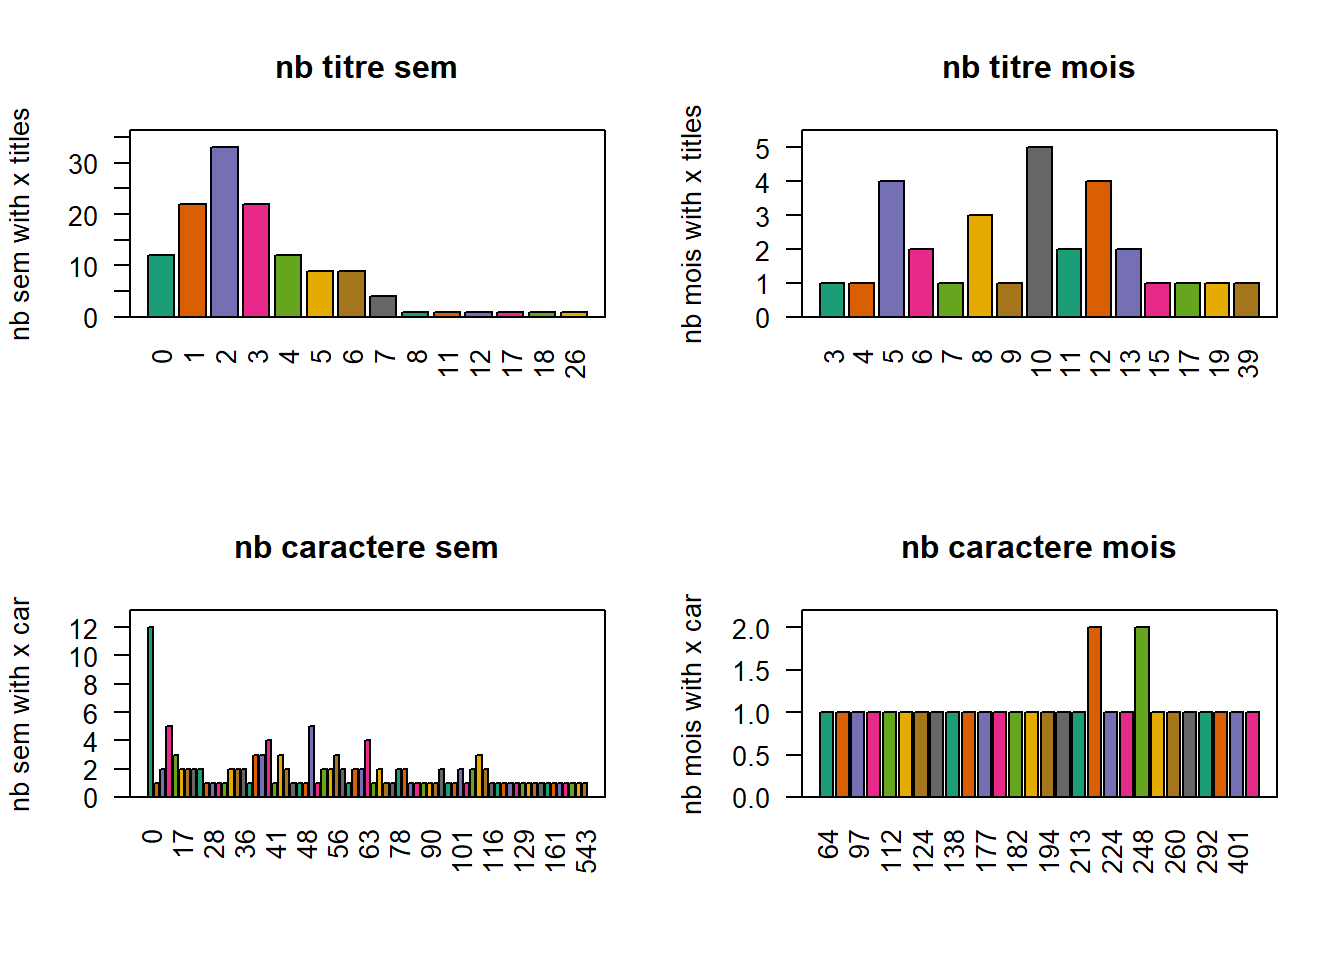 nb titre sem
nb sem with x titles
30
20
10
0
0 1 2 3 4 5 6 7 8 11 12 17 18 26
nb titre mois
nb mois with x titles
5
4
3
2
1
0
3 4 5 6 7 8 9 10 11 12 13 15 17 19 39
nb caractere sem
nb sem with x car
12
10
8
6
4
2
0
0 17 28 36 41 48 56 63 78 90 101 116 129 161 543
nb caractere mois
nb mois with x car
2.0
1.5
1.0
0.5
0.0
64 97 112 124 138 177 182 194 213 224 248 260 292 401